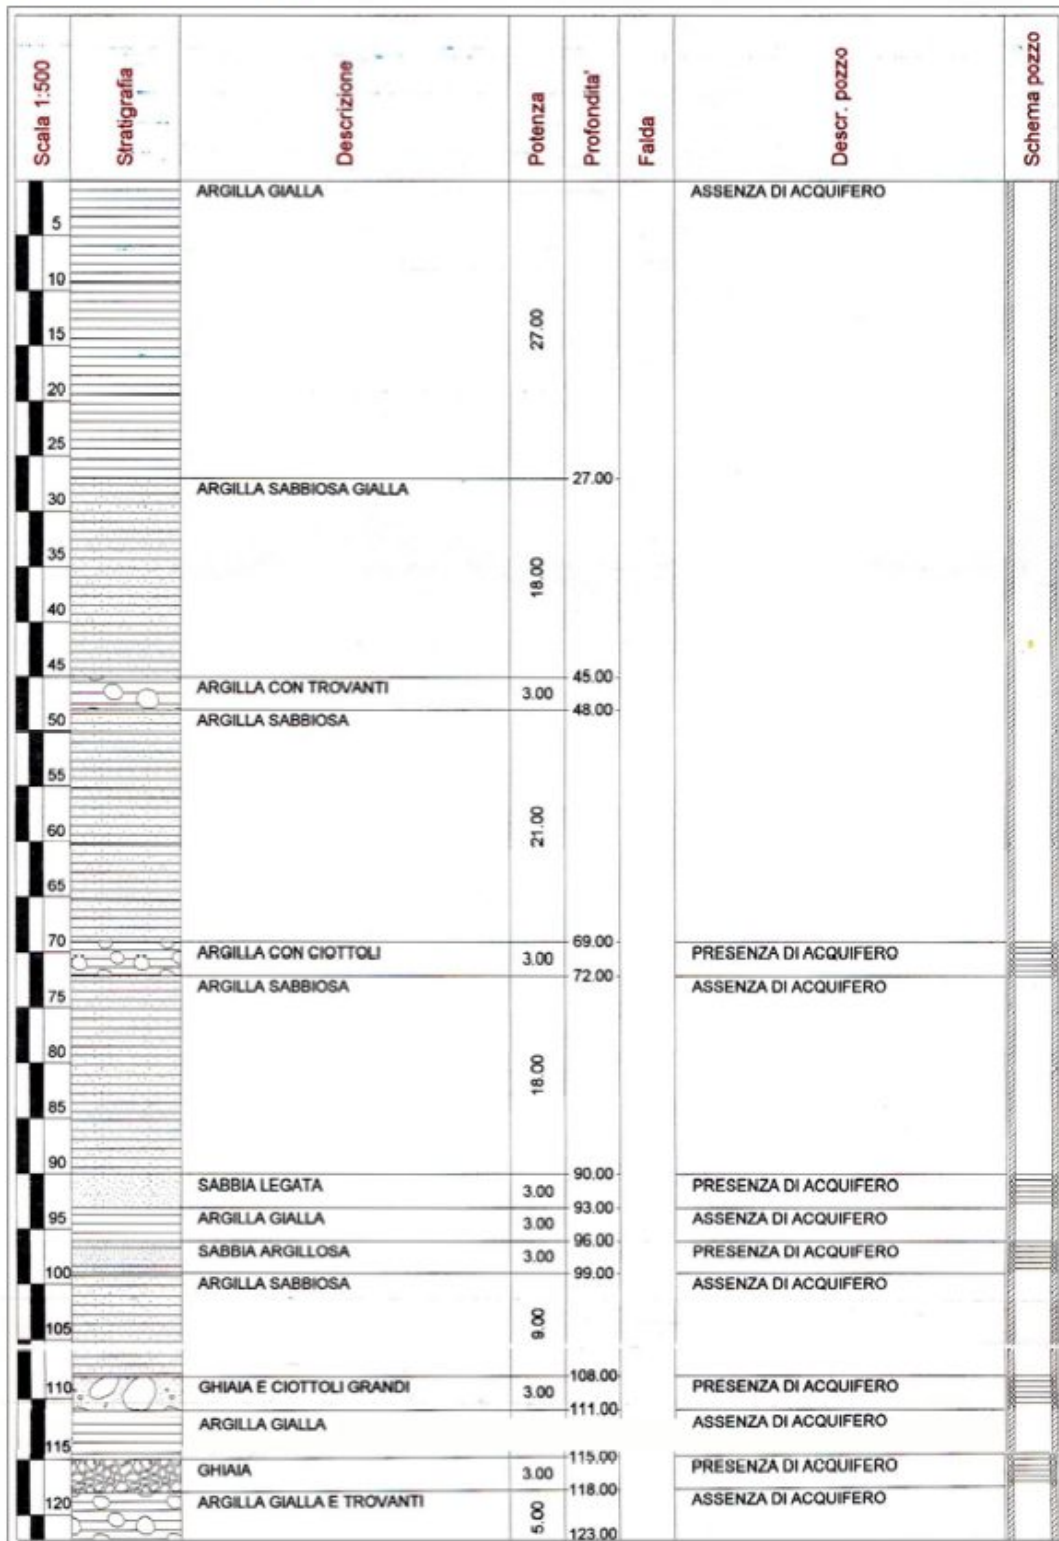 Scala 1:500 Stratigrafia Descrizione Potenza Profondita' Falda Descr. pozzo Schema pozzo
ARGILLA GIALLA ASSENZA DI ACQUIFERO
5
10
15 27.00
20
25
27.00
ARGILLA SABBIOSA GIALLA
30
35
18.00
40
45
45.00
ARGILLA CON TROVANTI 3.00
48.00
50 ARGILLA SABBIOSA
55
60 21.00
65
70 69.00
ARGILLA CON CIOTTOLI 3.00 PRESENZA DI ACQUIFERO
72.00
75 ARGILLA SABBIOSA ASSENZA DI ACQUIFERO
80
18.00
85
90
90.00
SABBIA LEGATA 3.00 PRESENZA DI ACQUIFERO
93.00
95 ARGILLA GIALLA 3.00 ASSENZA DI ACQUIFERO
96.00
SABBIA ARGILLOSA 3.00 PRESENZA DI ACQUIFERO
100 99.00
ARGILLA SABBIOSA ASSENZA DI ACQUIFERO
105 9.00
108.00
110 GHIAIA E CIOTTOLI GRANDI 3.00 PRESENZA DI ACQUIFERO
111.00
ARGILLA GIALLA ASSENZA DI ACQUIFERO
115
115.00
GHIAIA 3.00 PRESENZA DI ACQUIFERO
118.00
120 ARGILLA GIALLA E TROVANTI ASSENZA DI ACQUIFERO
5.00
123.00